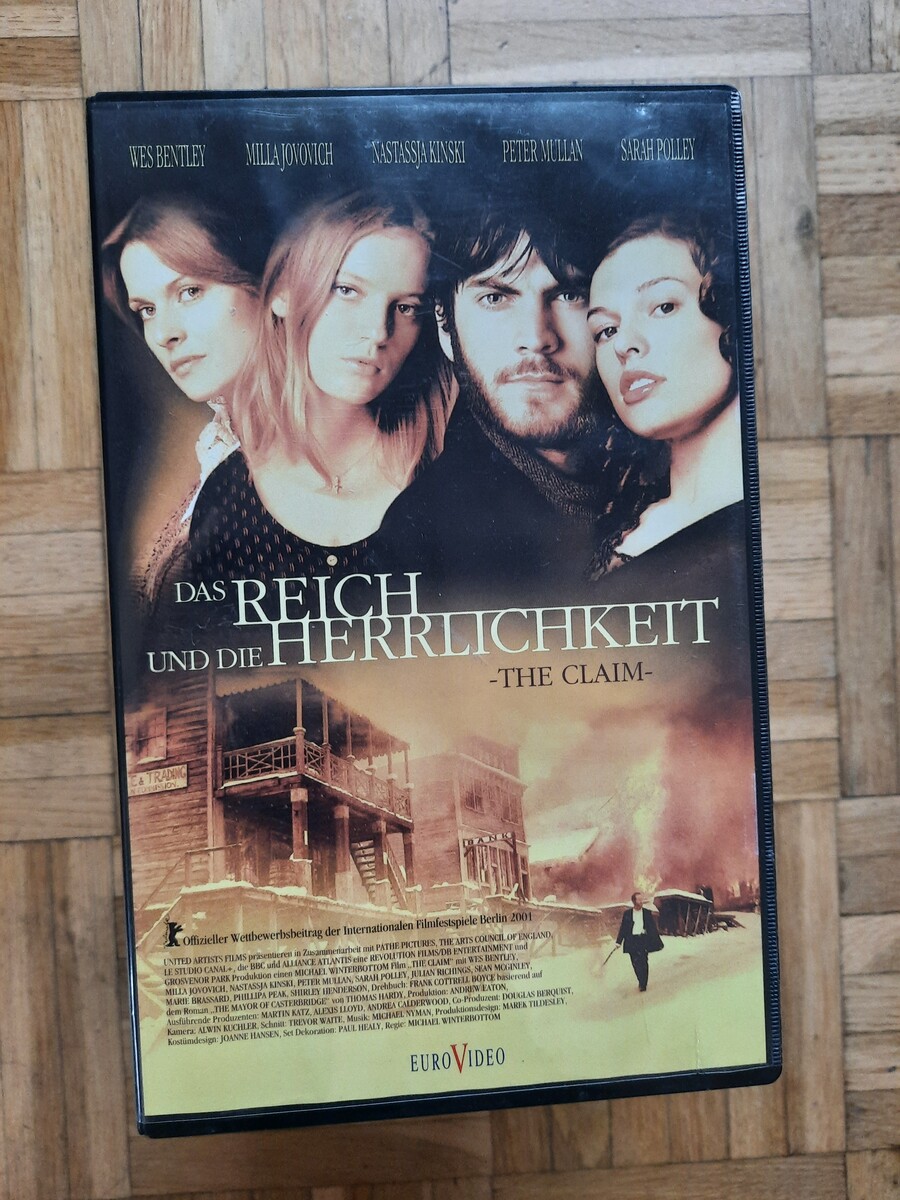 WES BENTLEY MILLA JOVOVICH NASTASSJA KINSKI PETER MULLAN SARAH POLLEY
DAS REICH
UND DIE HERRLICHKEIT
-THE CLAIM-
E & TRADING
BANK
Offizieller Wettbewerbsbeitrag der Internationalen Filmfestspiele Berlin 2001
UNITED ARTISTS FILMS präsentieren in Zusammenarbeit mit PATHE PICTURES, THE ARTS COUNCIL OF ENGLAND,
LE STUDIO CANAL+, die BBC und ALLIANCE ATLANTIS eine REVOLUTION FILMS/DB ENTERTAINMENT und
GROSVENOR PARK Produktion einen MICHAEL WINTERBOTTOM Film „THE CLAIM" mit WES BENTLEY,
MILLA JOVOVICH, NASTASSJA KINSKI, PETER MULLAN, SARAH POLLEY, JULIAN RICHINGS, SEAN MCGINLEY,
MARIE BRASSARD, PHILLIPA PEAK, SHIRLEY HENDERSON, Drehbuch: FRANK COTTRELL BOYCE basierend auf
dem Roman „THE MAYOR OF CASTERBRIDGE" von THOMAS HARDY, Produktion: ANDREW EATON,
Ausführende Produzenten: MARTIN KATZ, ALEXIS LLOYD, ANDREA CALDERWOOD, Co-Produzent: DOUGLAS BERQUIST,
Kamera: ALWIN KUCHLER, Schnitt: TREVOR WAITE, Musik: MICHAEL NYMAN, Produktionsdesign: MAREK TILDESLEY,
Kostümdesign: JOANNE HANSEN, Set Dekoration: PAUL HEALY, Regie: MICHAEL WINTERBOTTOM
EUROVIDEO